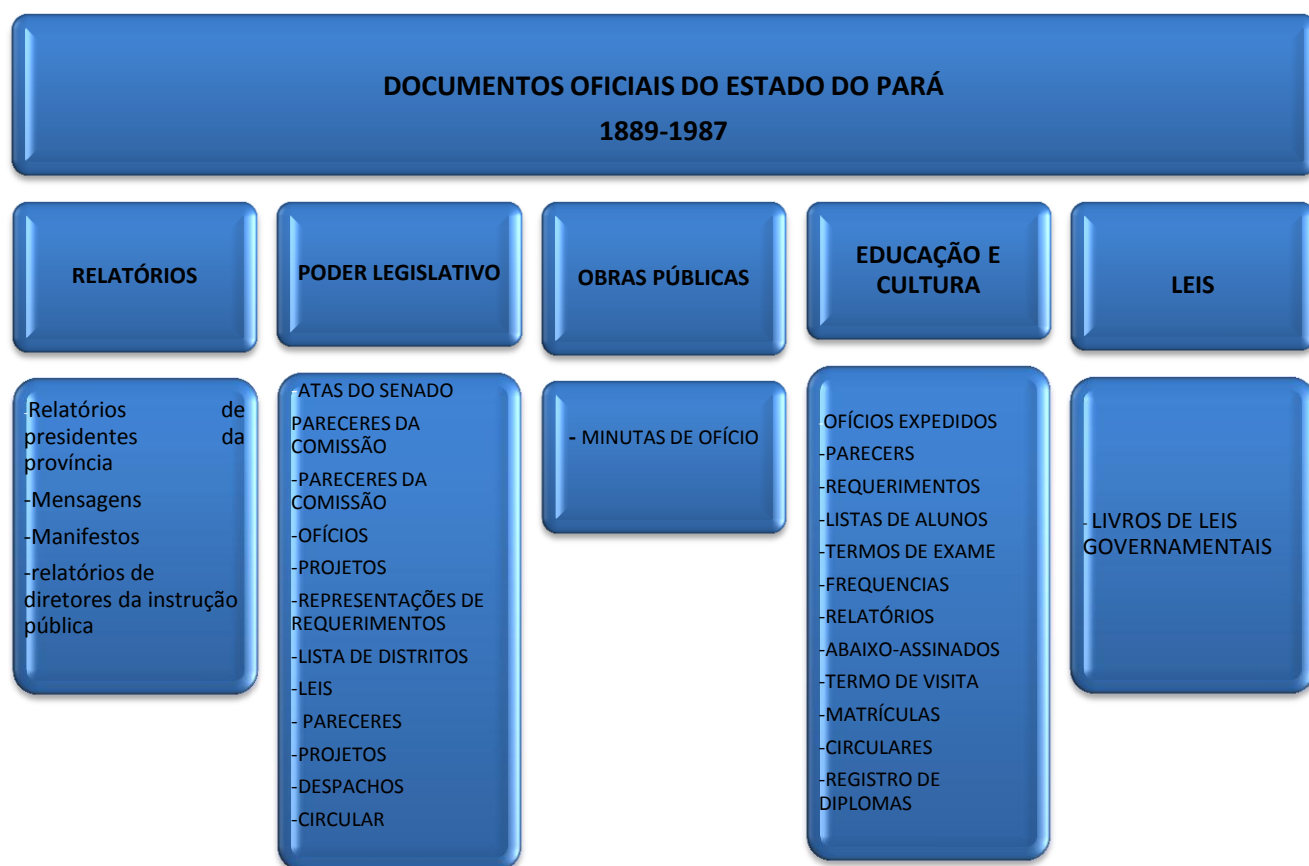 DOCUMENTOS OFICIAIS DO ESTADO DO PARÁ
1889-1987
RELATÓRIOS
-Relatórios de
presidentes da
província
-Mensagens
-Manifestos
-relatórios de
diretores da instrução
pública
PODER LEGISLATIVO
-ATAS DO SENADO
PARECERES DA
COMISSÃO
-PARECERES DA
COMISSÃO
-OFÍCIOS
-PROJETOS
-REPRESENTAÇÕES DE
REQUERIMENTOS
-LISTA DE DISTRITOS
-LEIS
- PARECERES
-PROJETOS
-DESPACHOS
-CIRCULAR
OBRAS PÚBLICAS
- MINUTAS DE OFÍCIO
EDUCAÇÃO E
CULTURA
-OFÍCIOS EXPEDIDOS
-PARECERS
-REQUERIMENTOS
-LISTAS DE ALUNOS
-TERMOS DE EXAME
-FREQUENCIAS
-RELATÓRIOS
-ABAIXO-ASSINADOS
-TERMO DE VISITA
-MATRÍCULAS
-CIRCULARES
-REGISTRO DE
DIPLOMAS
LEIS
- LIVROS DE LEIS
GOVERNAMENTAIS